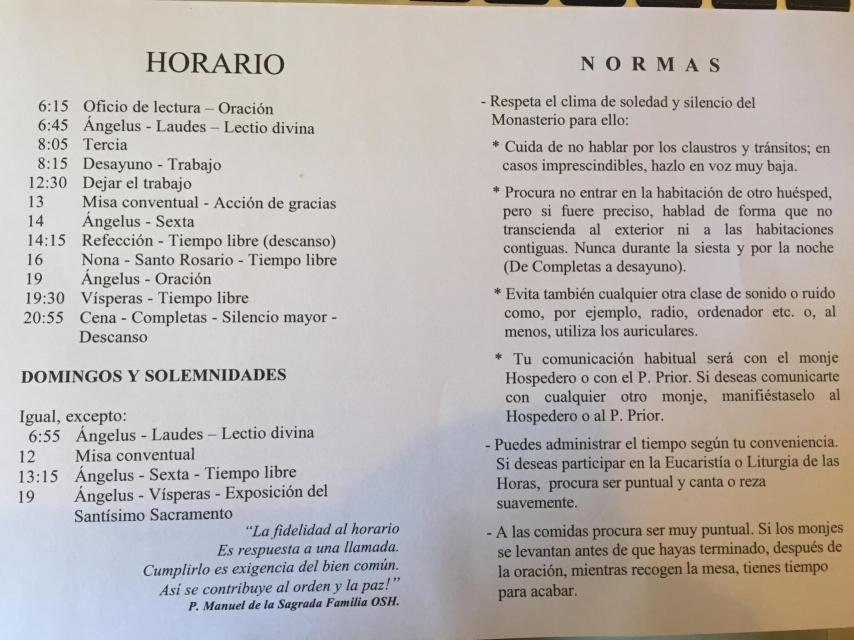 HORARIO
6:15 Oficio de lectura – Oración
6:45 Ángelus - Laudes – Lectio divina
8:05 Tercia
8:15 Desayuno - Trabajo
12:30 Dejar el trabajo
13 Misa conventual - Acción de gracias
14 Ángelus - Sexta
14:15 Refección - Tiempo libre (descanso)
16 Nona - Santo Rosario - Tiempo libre
19 Ángelus - Oración
19:30 Vísperas - Tiempo libre
20:55 Cena - Completas - Silencio mayor -
Descanso
DOMINGOS Y SOLEMNIDADES
Igual, excepto:
6:55 Ángelus - Laudes – Lectio divina
12 Misa conventual
13:15 Ángelus - Sexta - Tiempo libre
19 Ángelus - Vísperas - Exposición del
Santísimo Sacramento
“La fidelidad al horario
Es respuesta a una llamada.
Cumplirlo es exigencia del bien común.
Así se contribuye al orden y la paz!”
P. Manuel de la Sagrada Familia OSH.
NORMAS
- Respeta el clima de soledad y silencio del
Monasterio para ello:
* Cuida de no hablar por los claustros y tránsitos; en
casos imprescindibles, hazlo en voz muy baja.
* Procura no entrar en la habitación de otro huésped,
pero si fuere preciso, hablad de forma que no
transcienda al exterior ni a las habitaciones
contiguas. Nunca durante la siesta y por la noche
(De Completas a desayuno).
* Evita también cualquier otra clase de sonido o ruido
como, por ejemplo, radio, ordenador etc. o, al
menos, utiliza los auriculares.
* Tu comunicación habitual será con el monje
Hospedero o con el P. Prior. Si deseas comunicarte
con cualquier otro monje, manifiéstaselo al
Hospedero o al P. Prior.
- Puedes administrar el tiempo según tu conveniencia.
Si deseas participar en la Eucaristía o Liturgia de las
Horas, procura ser puntual y canta o reza
suavemente.
- A las comidas procura ser muy puntual. Si los monjes
se levantan antes de que hayas terminado, después de
la oración, mientras recogen la mesa, tienes tiempo
para acabar.